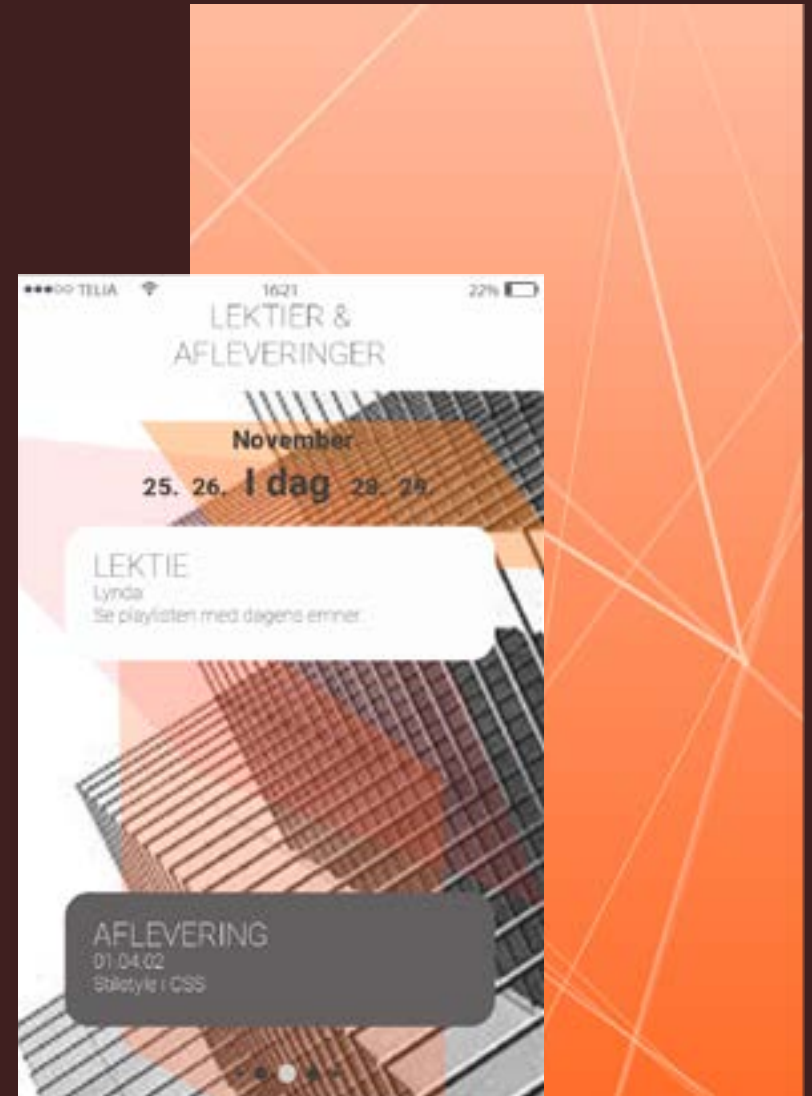 ●●●○○ TELIA 16:21 22%
LEKTIER &
AFLEVERINGER
November
25. 26. I dag 28. 29.
LEKTIE
Lynda
Se playlisten med dagens emner.
AFLEVERING
01.04.02
i CSS